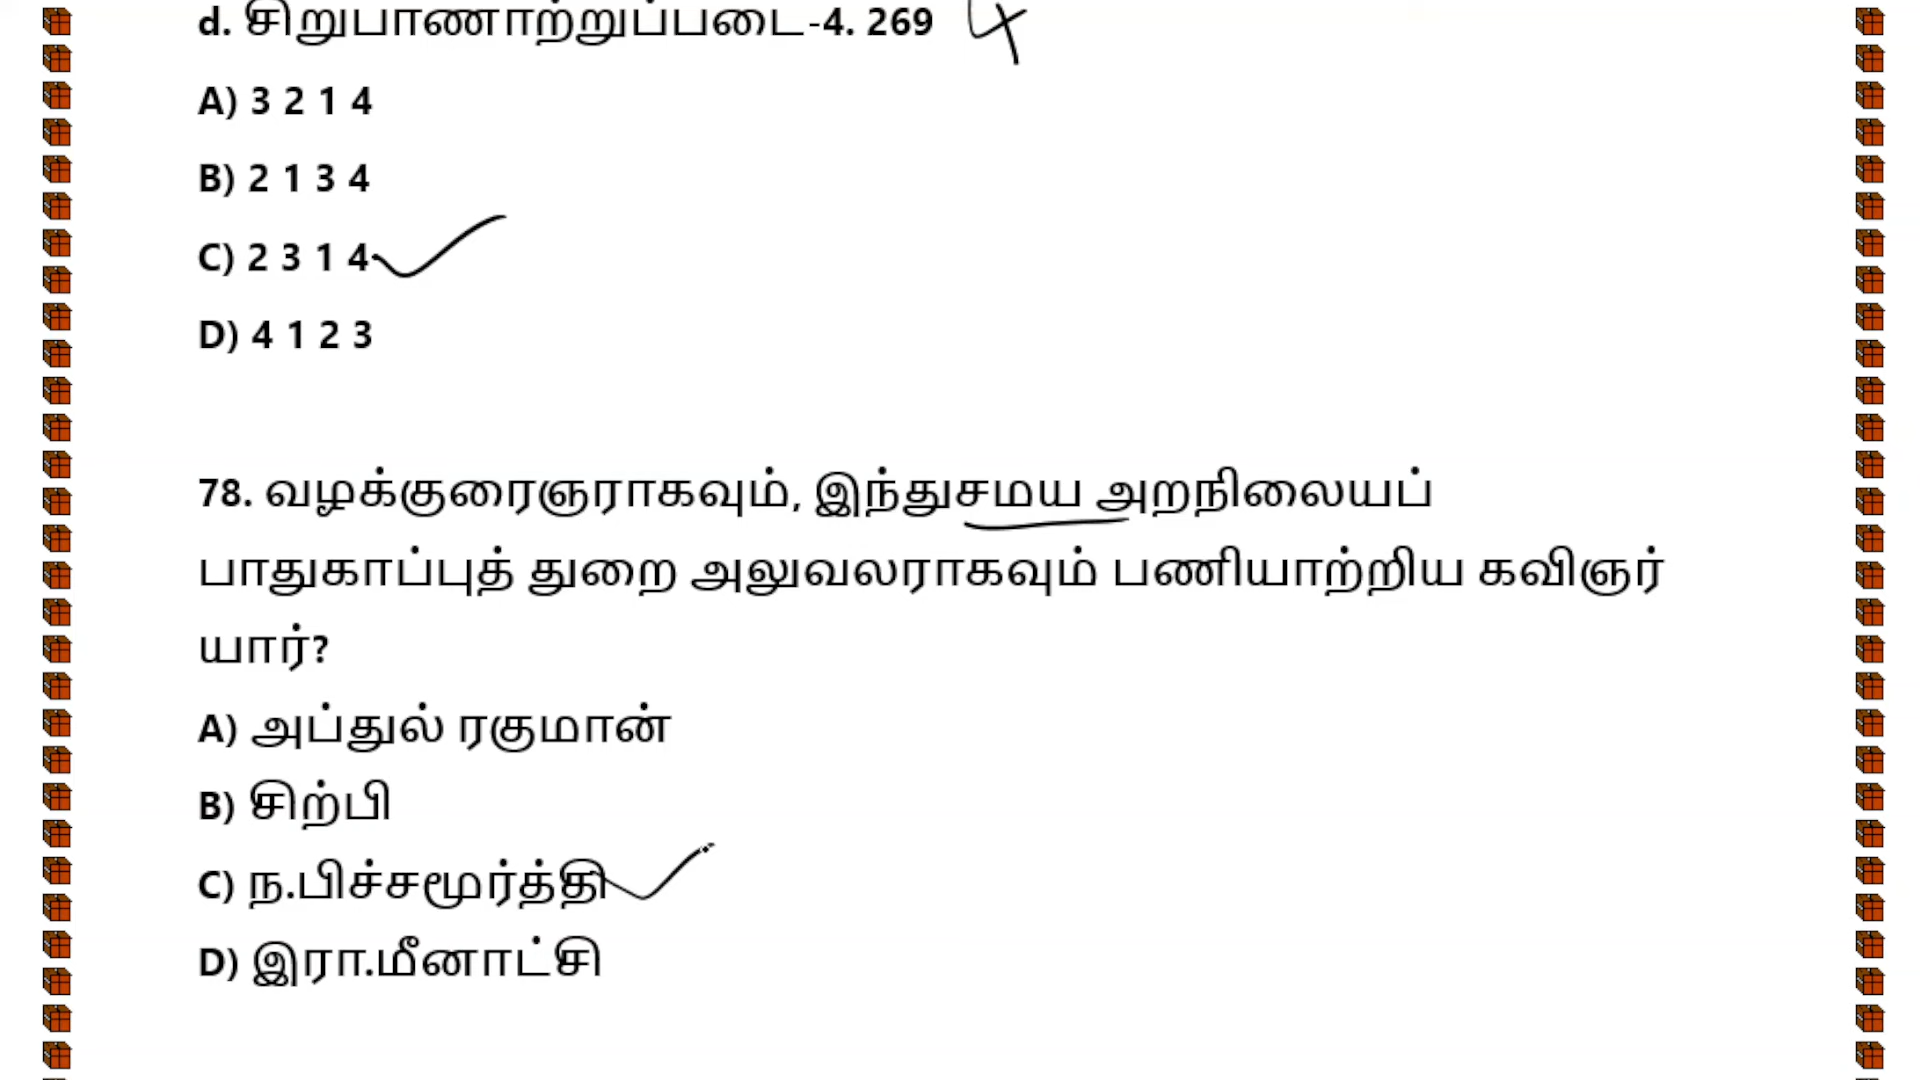 d. சிறுபாணாற்றுப்படை-4. 269 4
A) 3 2 1 4
B) 2 1 3 4
C) 2 3 1 4
D) 4 1 2 3
78. வழக்குரைஞராகவும், இந்துசமய அறநிலையப்
பாதுகாப்புத் துறை அலுவலராகவும் பணியாற்றிய கவிஞர்
யார்?
A) அப்துல் ரகுமான்
B) சிற்பி
C) ந.பிச்சமூர்த்தி
D) இரா.மீனாட்சி